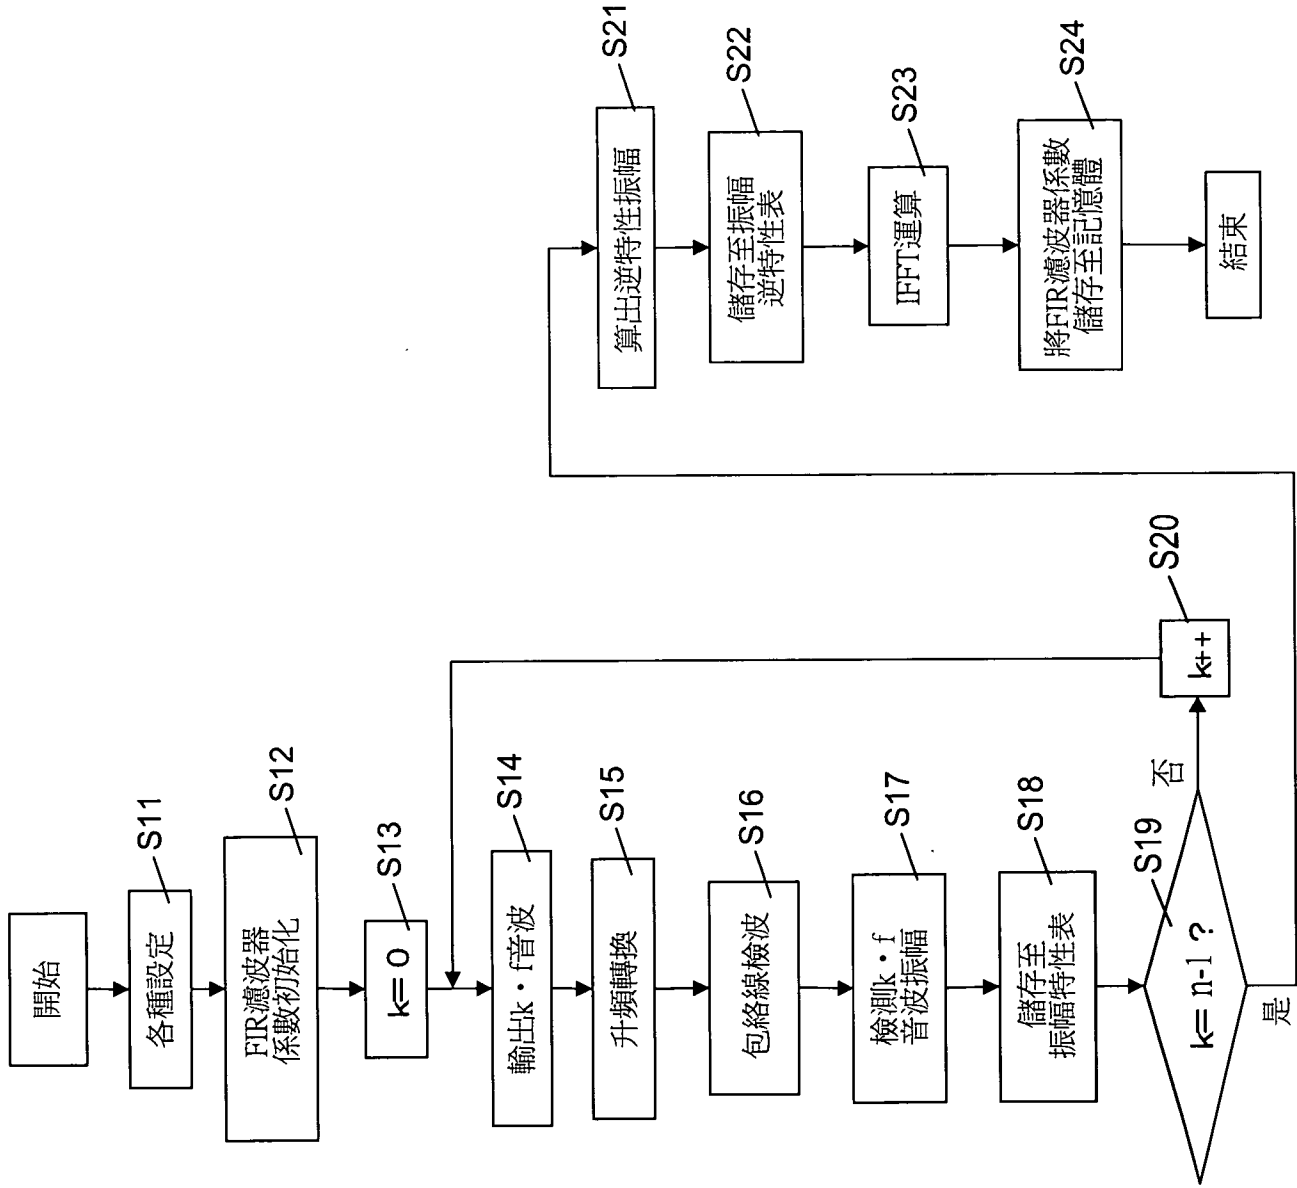 開始
各種設定
S11
FIR濾波器
係數初始化
S12
k=0
S13
輸出k・f音波
S14
升頻轉換
S15
包絡線檢波
S16
檢測k・f
音波振幅
S17
儲存至
振幅特性表
S18
k=n-1?
S19
否
是
k++
S20
算出逆特性振幅
S21
儲存至振幅
逆特性表
S22
IFFT運算
S23
將FIR濾波器係數
儲存至記憶體
S24
結束